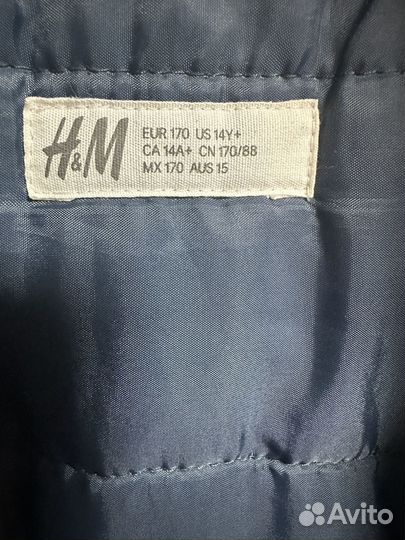 H&M
EUR 170 US 14Y+
CA 14A+ CN 170/88
MX 170 AUS 15
Avito